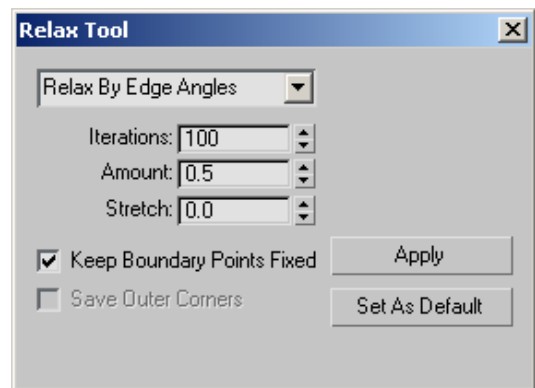 Relax Tool
Relax By Edge Angles
Iterations: 100
Amount: 0.5
Stretch: 0.0
Keep Boundary Points Fixed
Apply
Save Outer Corners
Set As Default